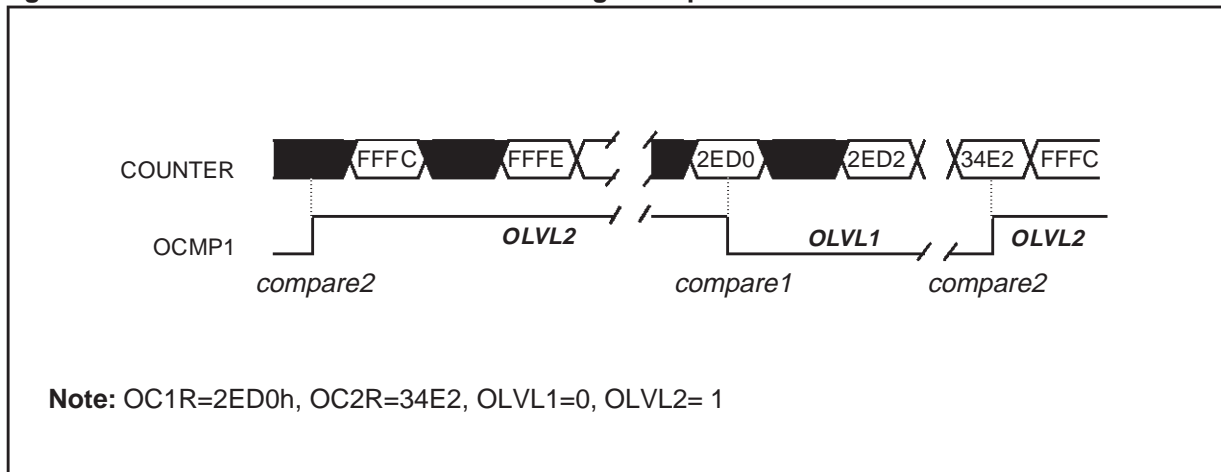 COUNTER FFFC FFFE 2ED0 2ED2 34E2 FFFC
OCMP1 OLVL2 OLVL1 OLVL2
compare2 compare1 compare2
Note: OC1R=2ED0h, OC2R=34E2, OLVL1=0, OLVL2= 1